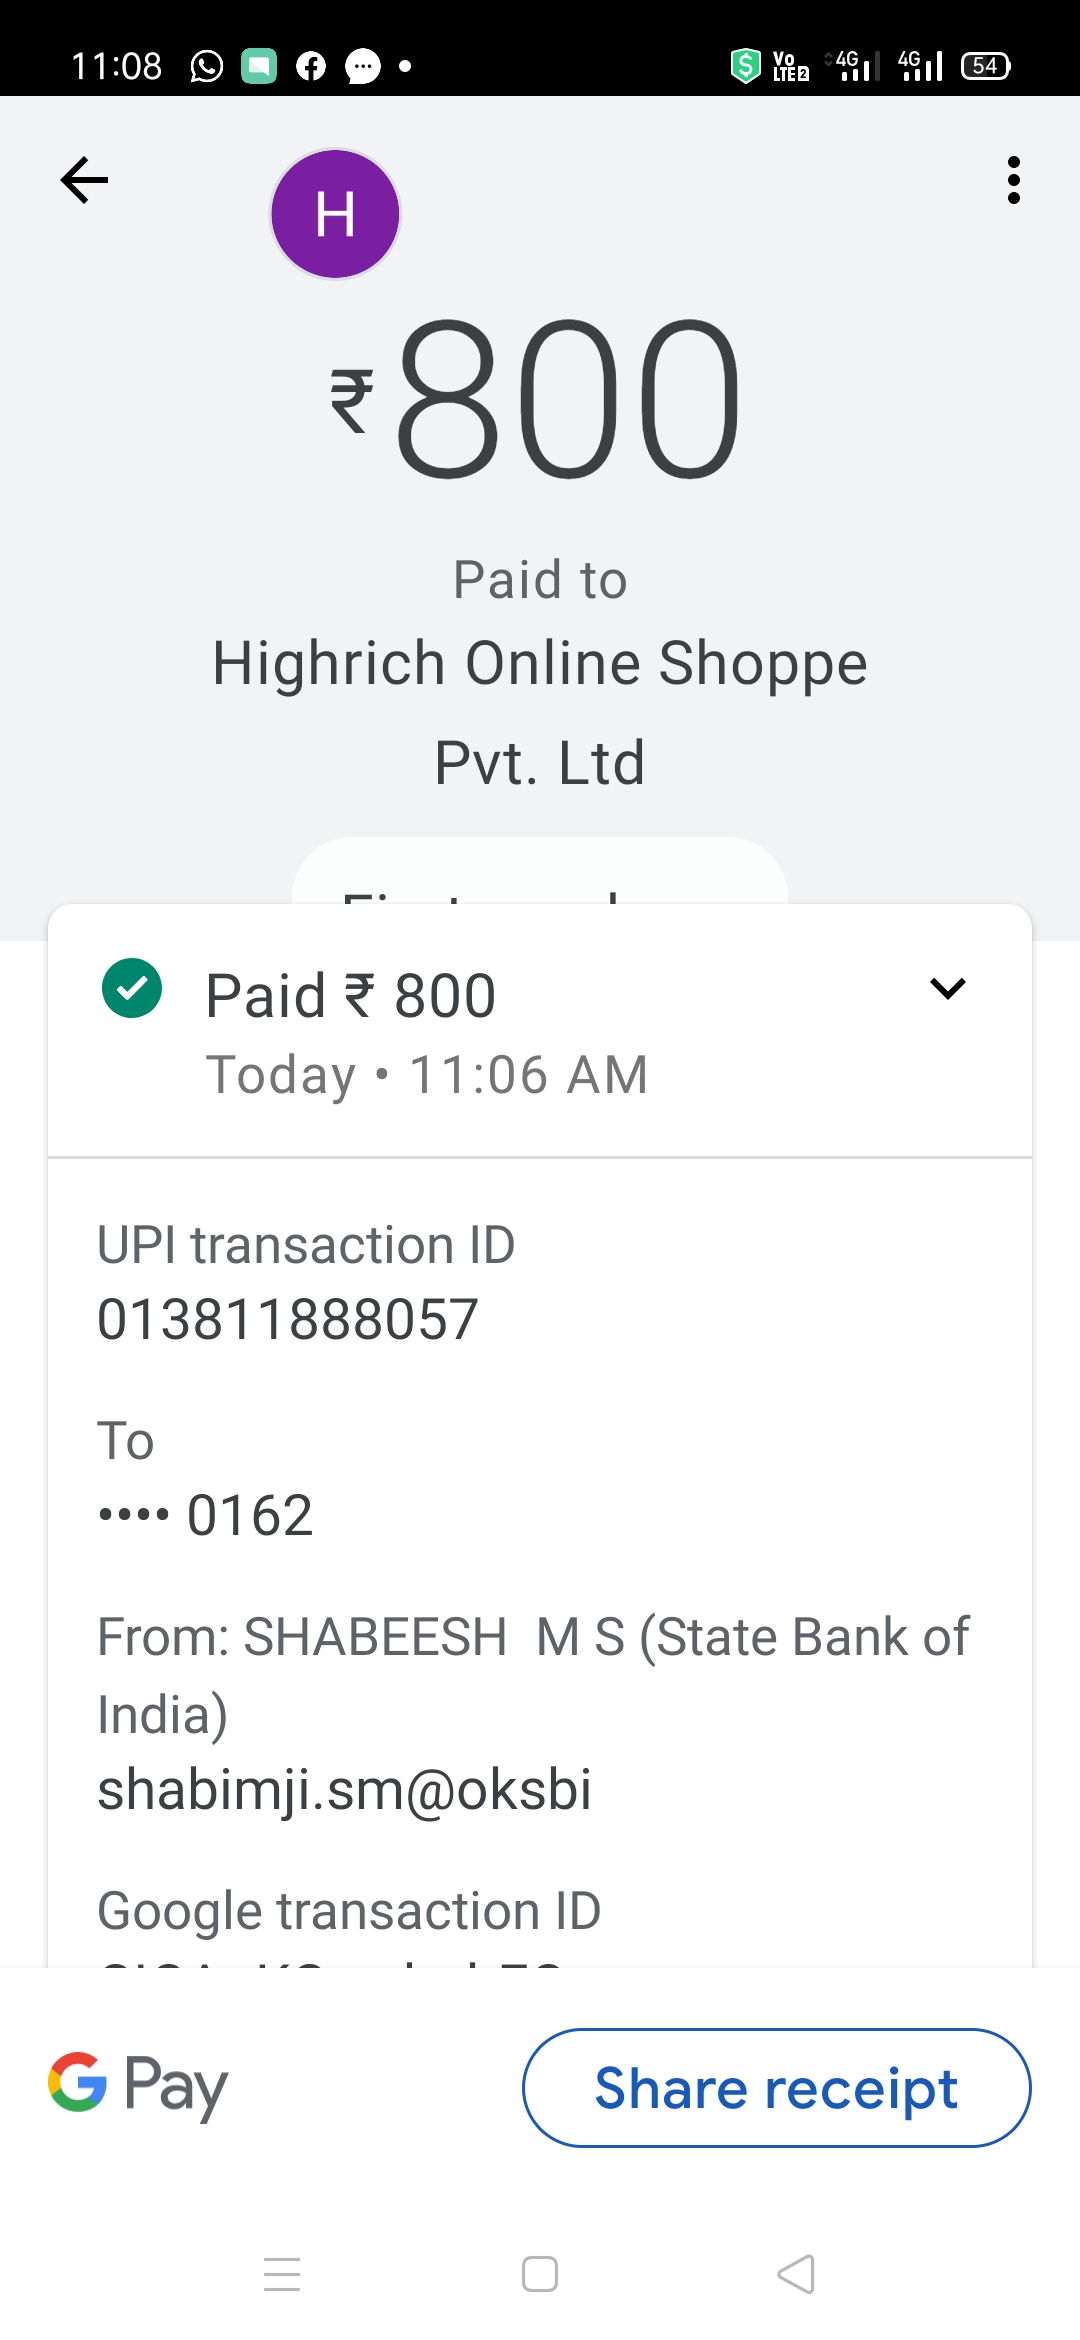 11:08
Vo
LTE2
4G
4G
54
H
₹800
Paid to
Highrich Online Shoppe
Pvt. Ltd
Paid ₹ 800
Today • 11:06 AM
UPI transaction ID
013811888057
To
•••• 0162
From: SHABEESH  M S (State Bank of
India)
shabimji.sm@oksbi
Google transaction ID
G Pay
Share receipt